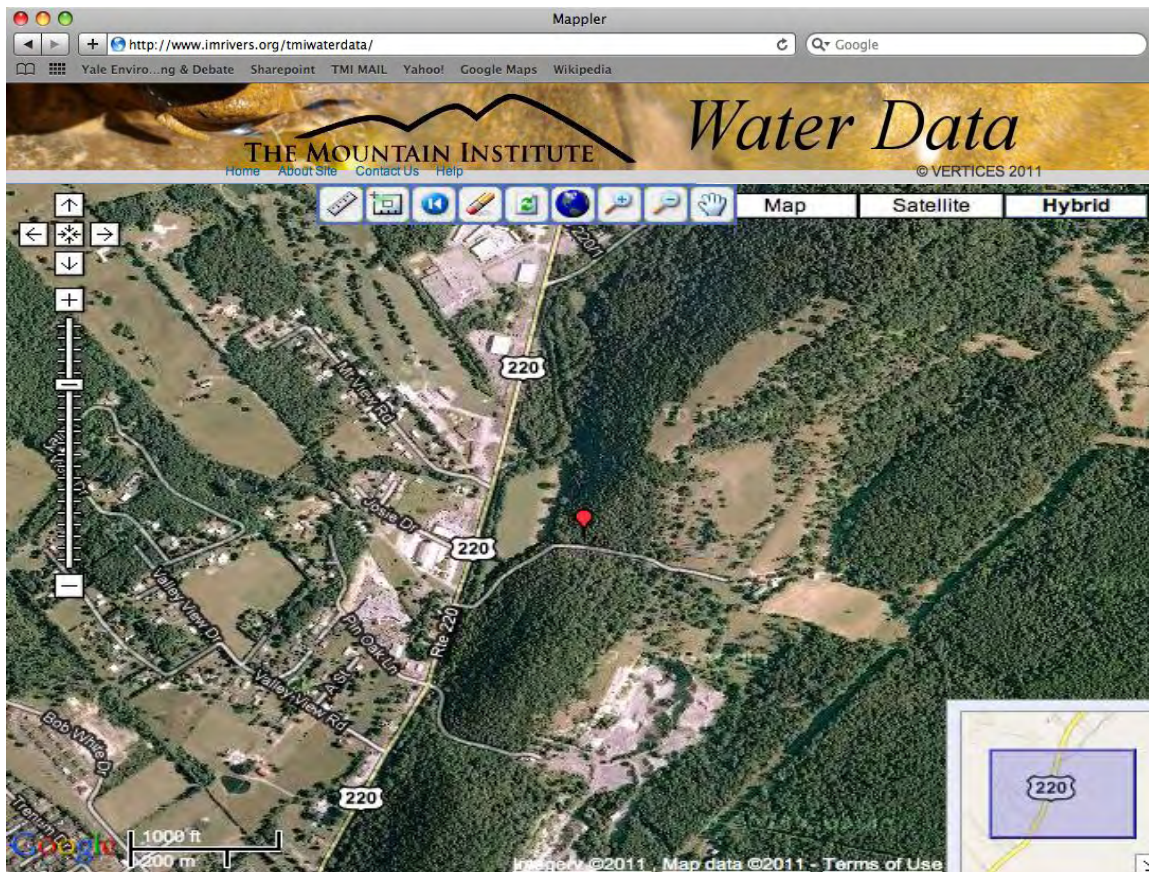 Mappler
http://www.imrivers.org/tmiwaterdata/
Google
Yale Enviro...ng & Debate Sharepoint TMI MAIL Yahoo! Google Maps Wikipedia
THE MOUNTAIN INSTITUTE
Water Data
Home About Site Contact Us Help
© VERTICES 2011
Map Satellite Hybrid
220
Mt View Rd
Josie Dr
220
Valley View Dr
Rte 220
Pin Oak Ln
A St
Valley View Rd
Bob White Dr
220
220
Google
1000 ft
200 m
Imagery ©2011 , Map data ©2011 - Terms of Use